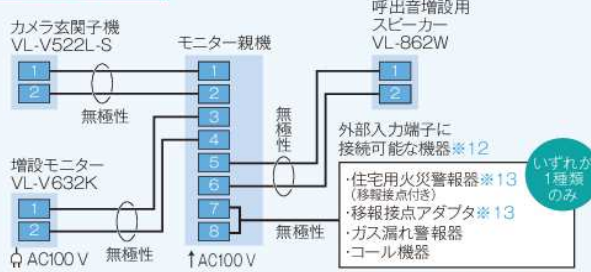 カメラ玄関子機
VL-V522L-S
1
2
無極性
増設モニター
VL-V632K
1
2
AC100 V
無極性
モニター親機
1
2
3
4
5
6
7
8
↑AC100 V
無極性
無極性
呼出音増設用
スピーカー
VL-862W
1
2
外部入力端子に
接続可能な機器※12
・住宅用火災警報器※13
(移報接点付き)
・移報接点アダプタ※13
・ガス漏れ警報器
・コール機器
いずれか
1種類
のみ